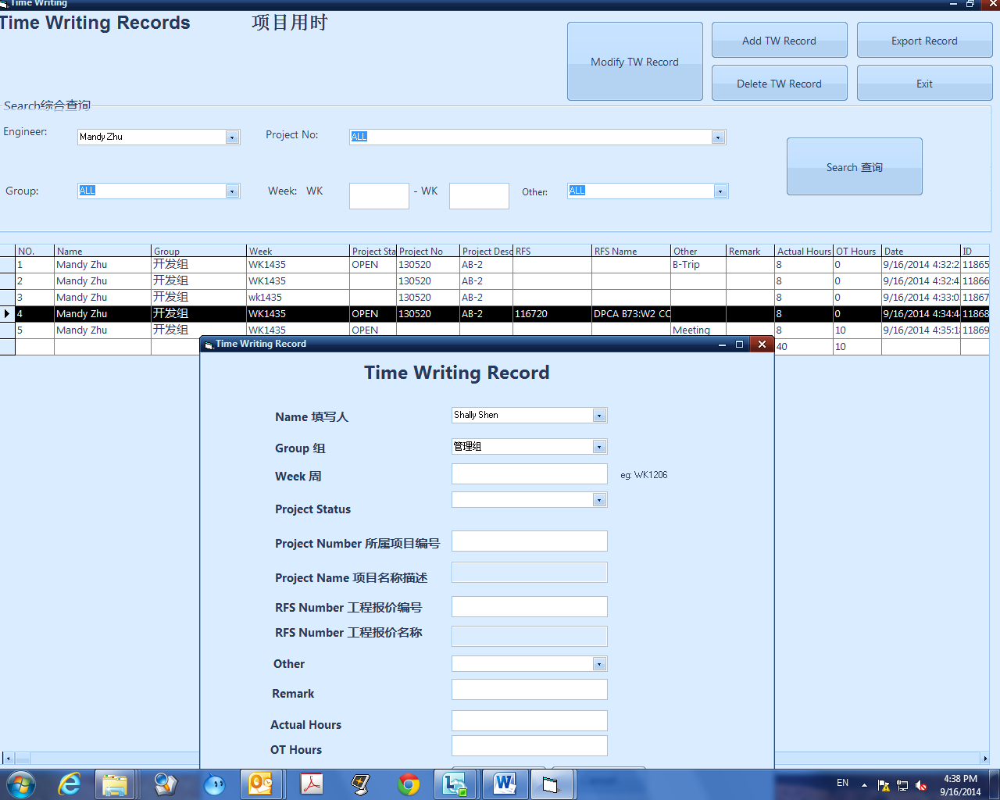 Time Writing
Time Writing Records 项目用时
Modify TW Record
Add TW Record
Export Record
Delete TW Record
Exit
Search综合查询
Engineer: Mandy Zhu Project No: ALL
Search 查询
Group: ALL Week: WK - WK Other: ALL
NO. Name Group Week Project Sta Project No Project Desc RFS RFS Name Other Remark Actual Hours OT Hours Date ID
1 Mandy Zhu 开发组 WK1435 OPEN 130520 AB-2 B-Trip 8 0 9/16/2014 4:32:2 11865
2 Mandy Zhu 开发组 WK1435 130520 AB-2 8 0 9/16/2014 4:32:4 11866
3 Mandy Zhu 开发组 wk1435 130520 AB-2 8 0 9/16/2014 4:33:0 11867
4 Mandy Zhu 开发组 WK1435 OPEN 130520 AB-2 116720 DPCA B73:W2 CC 8 0 9/16/2014 4:34:4 11868
5 Mandy Zhu 开发组 WK1435 OPEN Meeting 8 10 9/16/2014 4:35:1 11869
40 10
Time Writing Record
Time Writing Record
Name 填写人 Shally Shen
Group 组 管理组
Week 周 eg: WK1206
Project Status
Project Number 所属项目编号
Project Name 项目名称描述
RFS Number 工程报价编号
RFS Number 工程报价名称
Other
Remark
Actual Hours
OT Hours
EN 4:38 PM
9/16/2014